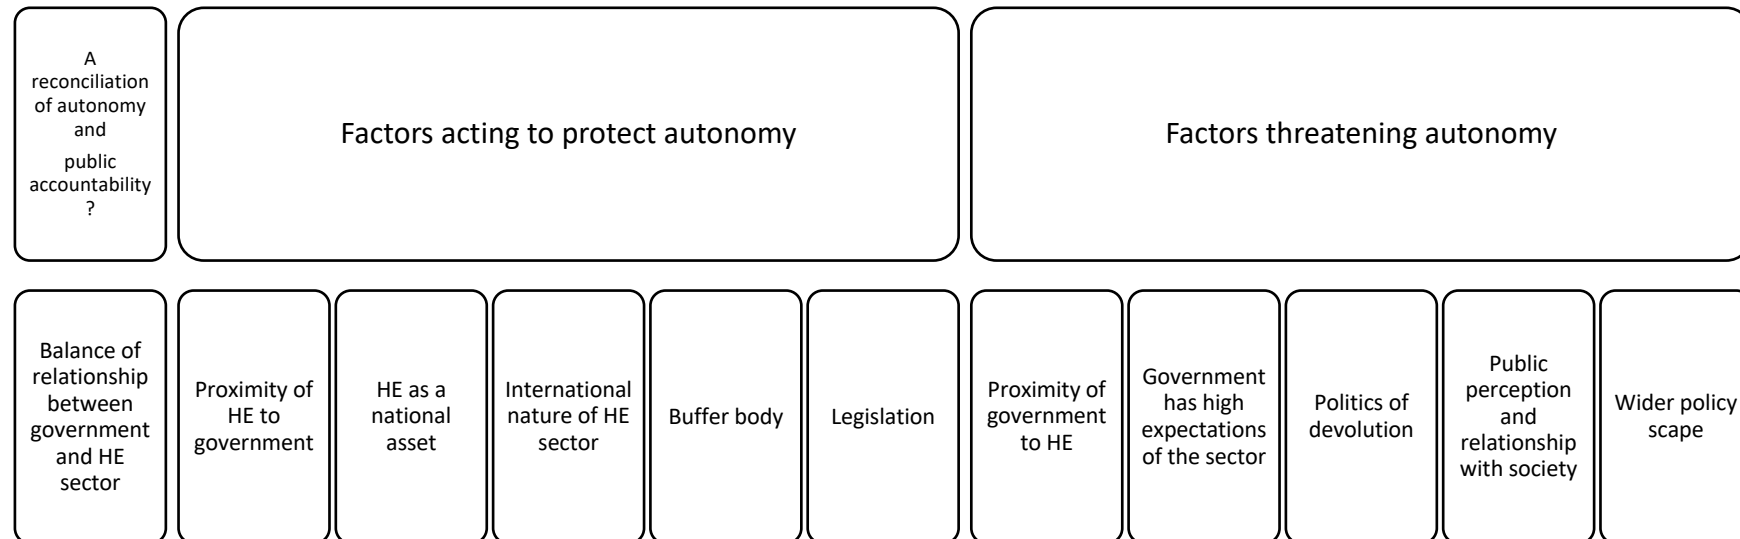 A
reconciliation
of autonomy
and
public
accountability
?
Factors acting to protect autonomy
Factors threatening autonomy
Balance of
relationship
between
government
and HE
sector
Proximity of
HE to
government
HE as a
national
asset
International
nature of HE
sector
Buffer body
Legislation
Proximity of
government
to HE
Government
has high
expectations
of the sector
Politics of
devolution
Public
perception
and
relationship
with society
Wider policy
scape